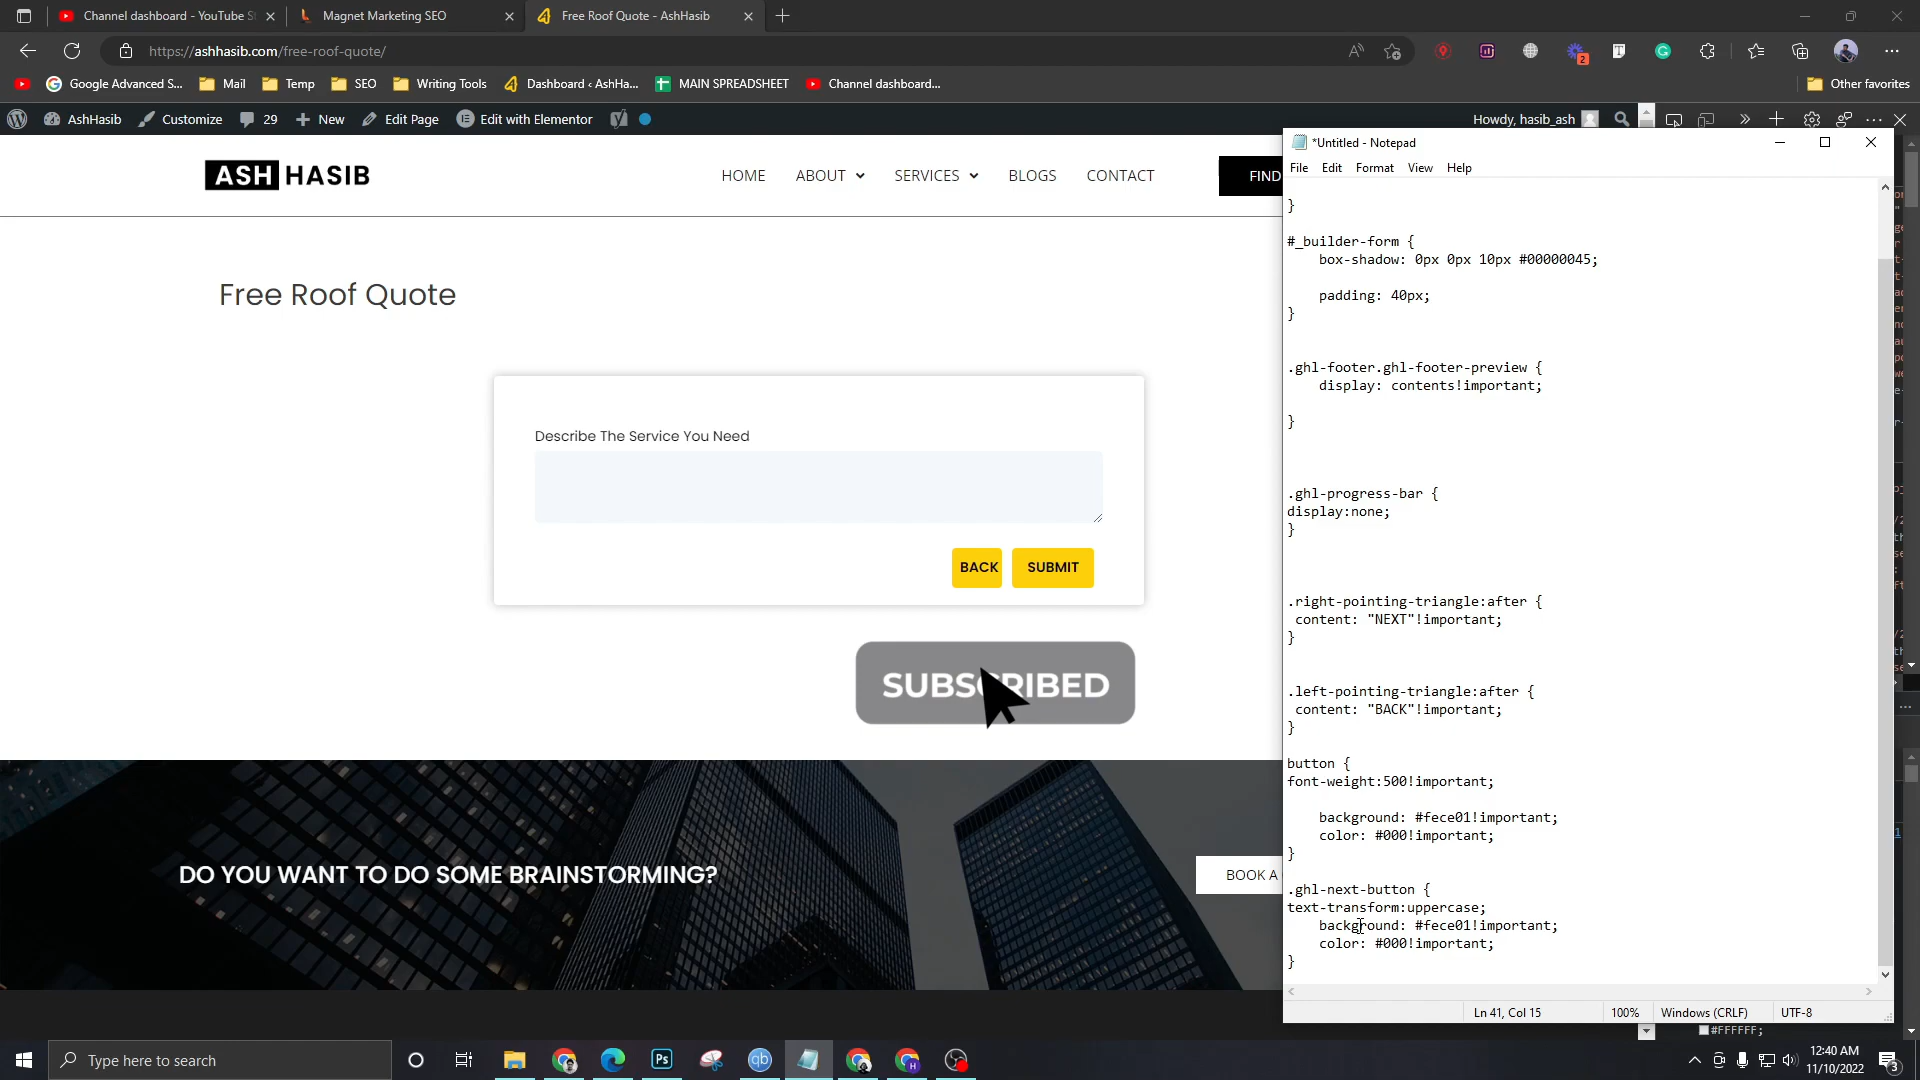 Channel dashboard - YouTube St
Magnet Marketing SEO
Free Roof Quote - AshHasib
https://ashhasib.com/free-roof-quote/
2
Google Advanced S...
Mail
Temp
SEO
Writing Tools
Dashboard ‹ AshHa...
MAIN SPREADSHEET
Channel dashboard...
Other favorites
AshHasib
Customize
29
New
Edit Page
Edit with Elementor
Howdy, hasib_ash
*Untitled - Notepad
File
Edit
Format
View
Help
ASH HASIB
HOME
ABOUT
SERVICES
BLOGS
CONTACT
FIND
Free Roof Quote
Describe The Service You Need
BACK
SUBMIT
SUBSCRIBED
DO YOU WANT TO DO SOME BRAINSTORMING?
BOOK A
}
#_builder-form {
box-shadow: 0px 0px 10px #00000045;
padding: 40px;
}
.ghl-footer.ghl-footer-preview {
display: contents!important;
}
.ghl-progress-bar {
display:none;
}
.right-pointing-triangle:after {
content: "NEXT"!important;
}
.left-pointing-triangle:after {
content: "BACK"!important;
}
button {
font-weight:500!important;
background: #fece01!important;
color: #000!important;
}
.ghl-next-button {
text-transform:uppercase;
background: #fece01!important;
color: #000!important;
}
Ln 41, Col 15
100%
Windows (CRLF)
UTF-8
#FFFFFF;
Type here to search
Ps
qb
H
12:40 AM
11/10/2022
3